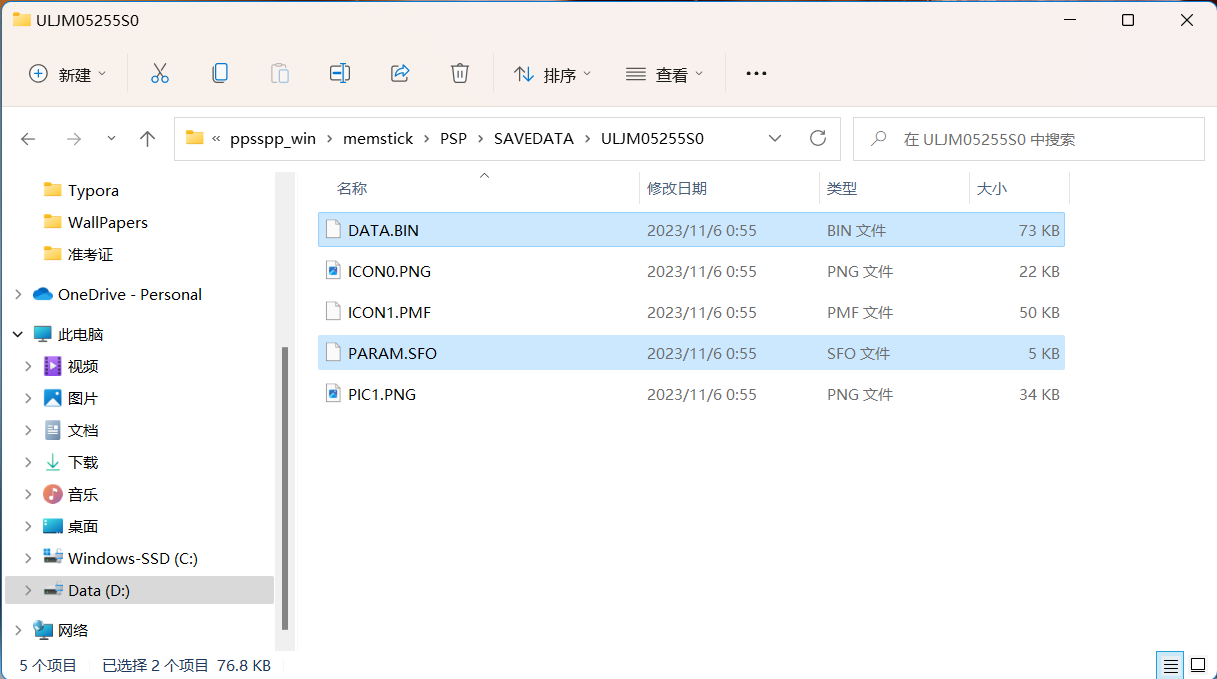 ULJM05255S0
新建 排序 查看
« ppsspp_win › memstick › PSP › SAVEDATA › ULJM05255S0 在 ULJM05255S0 中搜索
Typora
WallPapers
准考证
OneDrive - Personal
此电脑
视频
图片
文档
下载
音乐
桌面
Windows-SSD (C:)
Data (D:)
网络
名称 修改日期 类型 大小
DATA.BIN 2023/11/6 0:55 BIN 文件 73 KB
ICON0.PNG 2023/11/6 0:55 PNG 文件 22 KB
ICON1.PMF 2023/11/6 0:55 PMF 文件 50 KB
PARAM.SFO 2023/11/6 0:55 SFO 文件 5 KB
PIC1.PNG 2023/11/6 0:55 PNG 文件 34 KB
5 个项目 已选择 2 个项目 76.8 KB